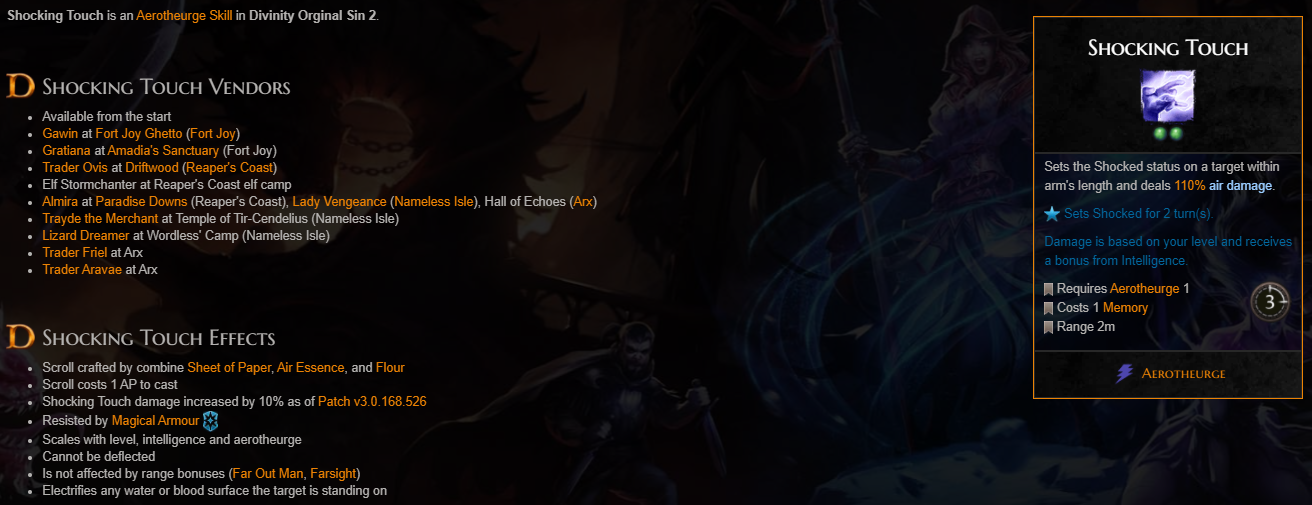 Shocking Touch is an Aerotheurge Skill in Divinity Orginal Sin 2.
SHOCKING TOUCH VENDORS
Available from the start
Gawin at Fort Joy Ghetto (Fort Joy)
Gratiana at Amadia's Sanctuary (Fort Joy)
Trader Ovis at Driftwood (Reaper's Coast)
Elf Stormchanter at Reaper's Coast elf camp
Almira at Paradise Downs (Reaper's Coast), Lady Vengeance (Nameless Isle), Hall of Echoes (Arx)
Trayde the Merchant at Temple of Tir-Cendelius (Nameless Isle)
Lizard Dreamer at Wordless' Camp (Nameless Isle)
Trader Friel at Arx
Trader Aravae at Arx
SHOCKING TOUCH EFFECTS
Scroll crafted by combine Sheet of Paper, Air Essence, and Flour
Scroll costs 1 AP to cast
Shocking Touch damage increased by 10% as of Patch v3.0.168.526
Resisted by Magical Armour
Scales with level, intelligence and aerotheurge
Cannot be deflected
Is not affected by range bonuses (Far Out Man, Farsight)
Electrifies any water or blood surface the target is standing on
SHOCKING TOUCH
Sets the Shocked status on a target within
arm's length and deals 110% air damage.
Sets Shocked for 2 turn(s).
Damage is based on your level and receives
a bonus from Intelligence.
Requires Aerotheurge 1
Costs 1 Memory
Range 2m
3
AEROTHEURGE